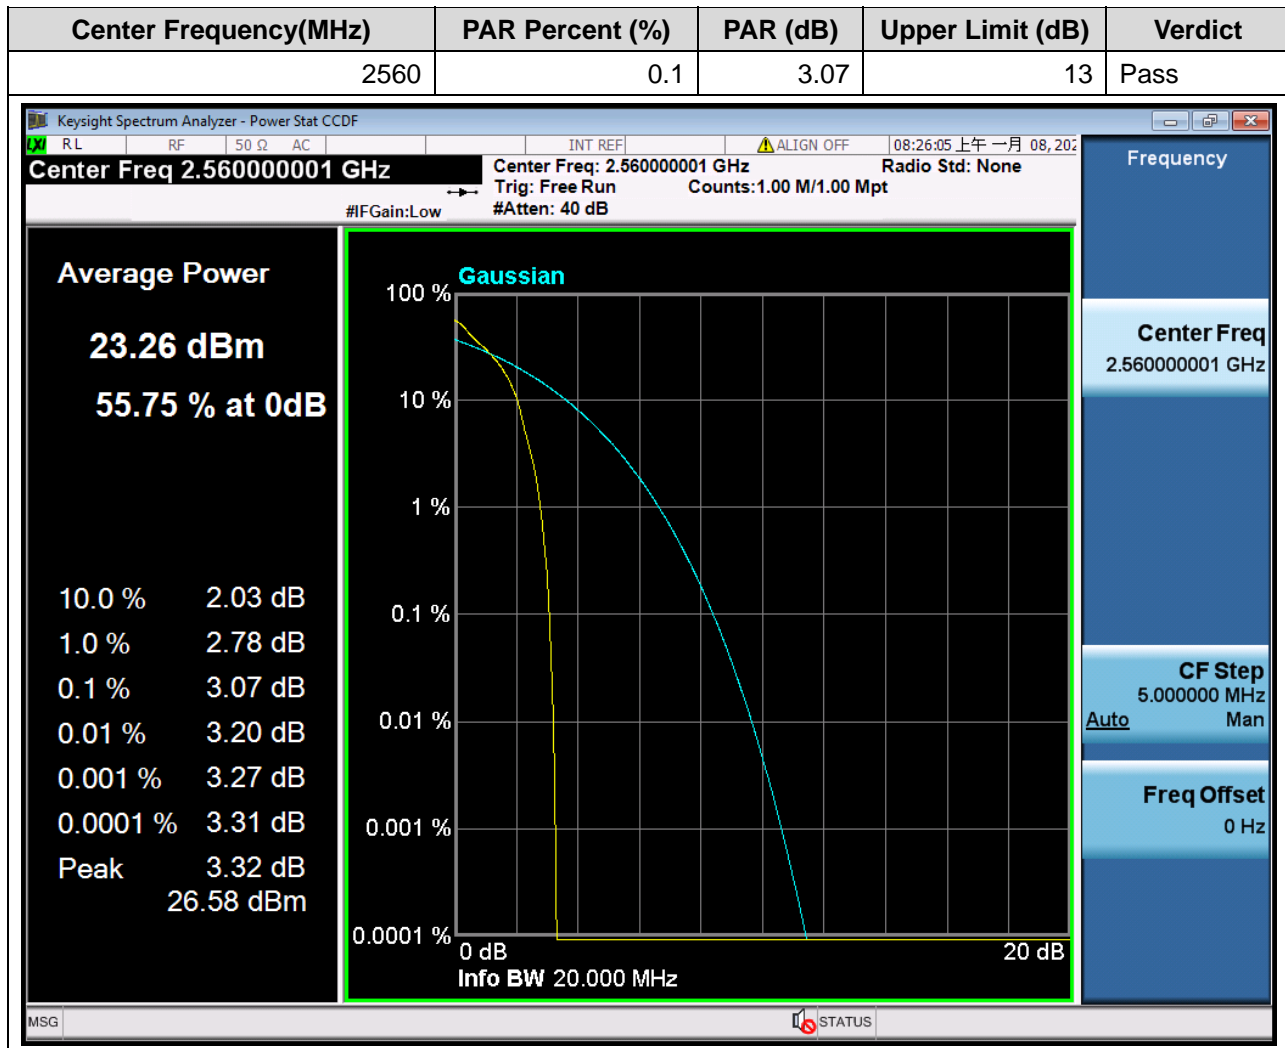 Center Frequency(MHz) PAR Percent (%) PAR (dB) Upper Limit (dB) Verdict
2560 0.1 3.07 13 Pass
Keysight Spectrum Analyzer - Power Stat CCDF
LXI RL RF 50 Ω AC INT REF ALIGN OFF 08:26:05 上午 一月 08, 202
Center Freq 2.560000001 GHz
Center Freq: 2.560000001 GHz Radio Std: None
Trig: Free Run Counts:1.00 M/1.00 Mpt
#IFGain:Low #Atten: 40 dB
Average Power
23.26 dBm
55.75 % at 0dB
10.0 % 2.03 dB
1.0 % 2.78 dB
0.1 % 3.07 dB
0.01 % 3.20 dB
0.001 % 3.27 dB
0.0001 % 3.31 dB
Peak 3.32 dB
26.58 dBm
Gaussian
100 %
10 %
1 %
0.1 %
0.01 %
0.001 %
0.0001 %
0 dB 20 dB
Info BW 20.000 MHz
Frequency
Center Freq
2.560000001 GHz
CF Step
5.000000 MHz
Auto Man
Freq Offset
0 Hz
MSG STATUS